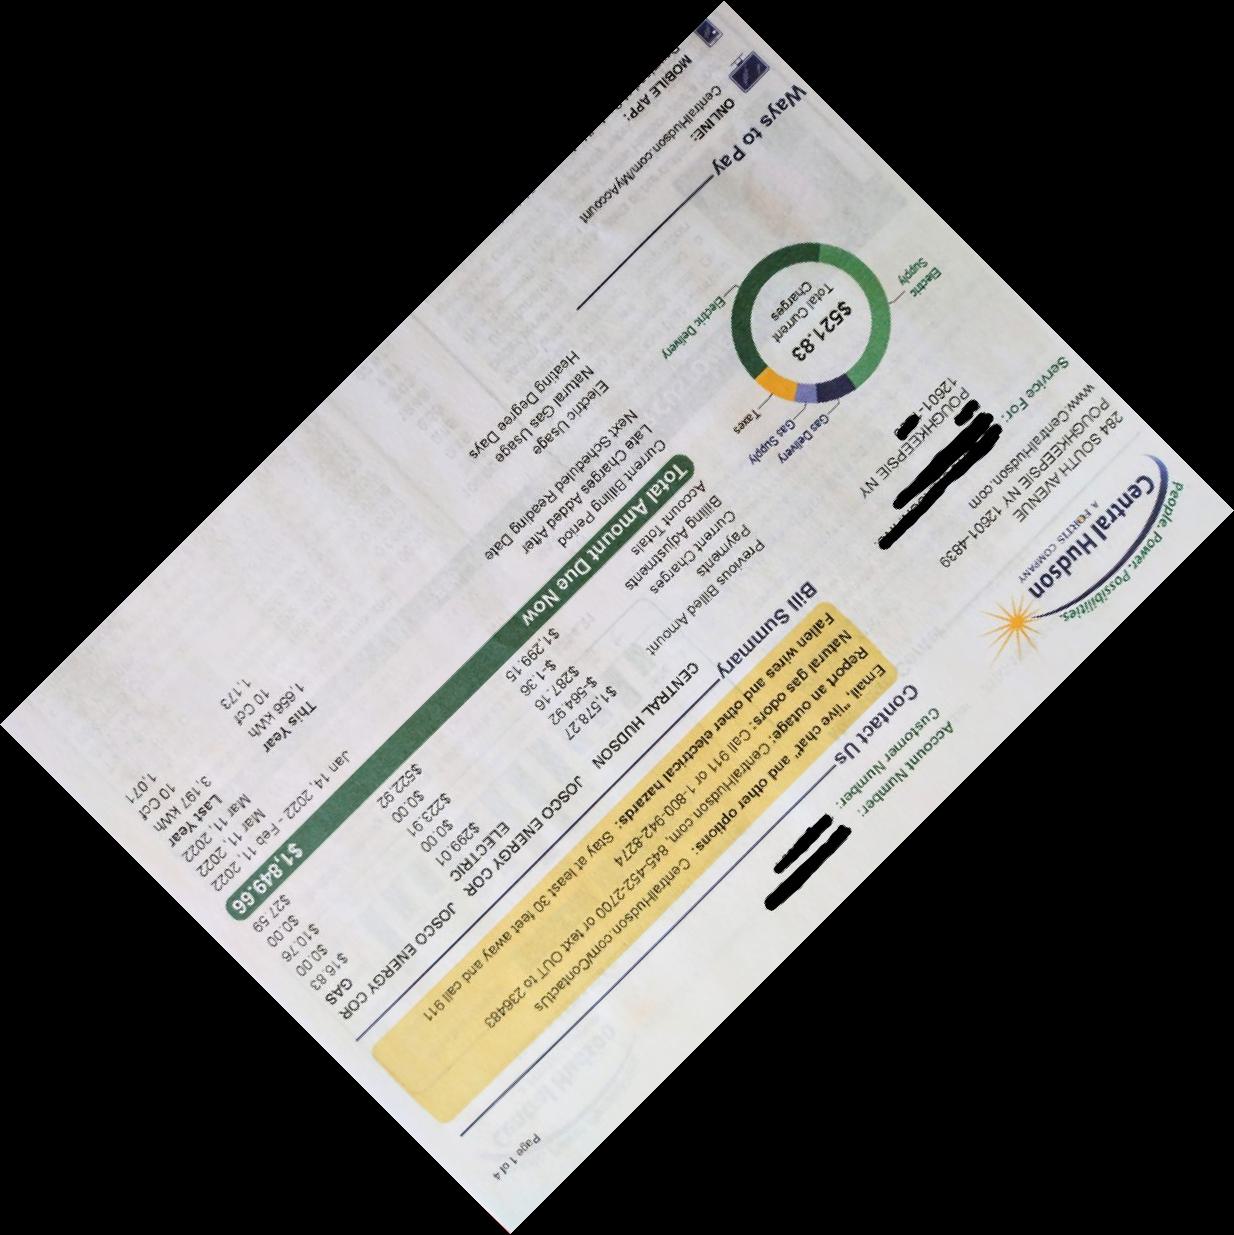 People. Power. Possibilities.
Central Hudson
A FORTIS COMPANY
284 SOUTH AVENUE
POUGHKEEPSIE NY 12601-4839
www.CentralHudson.com
Service For:
POUGHKEEPSIE NY
12601-
Page 1 of 4
Account Number:
Customer Number:
Contact Us
Email, "live chat" and other options: CentralHudson.com/ContactUs
Report an outage: CentralHudson.com, 845-452-2700 or text OUT to 236483
Natural gas odors: Call 911 or 1-800-942-8274
Fallen wires and other electrical hazards: Stay at least 30 feet away and call 911
Electric Supply
Electric Delivery
Gas Delivery
Gas Supply
Taxes
$521.83
Total Current
Charges
Bill Summary
CENTRAL HUDSON JOSCO ENERGY COR JOSCO ENERGY COR
ELECTRIC GAS
Previous Billed Amount $1,578.27 $299.01 $16.83
Payments $-564.92 $0.00 $0.00
Current Charges $287.16 $223.91 $10.76
Billing Adjustments $-1.36 $0.00 $0.00
Account Totals $1,299.15 $522.92 $27.59
Total Amount Due Now $1,849.66
Current Billing Period Jan 14, 2022 - Feb 11, 2022
Late Charges Added After Mar 11, 2022
Next Scheduled Reading Date Mar 11, 2022
This Year Last Year
Electric Usage 1,656 kWh 3,197 kWh
Natural Gas Usage 10 Ccf 10 Ccf
Heating Degree Days 1,173 1,071
Ways to Pay
ONLINE:
CentralHudson.com/MyAccount
MOBILE APP: